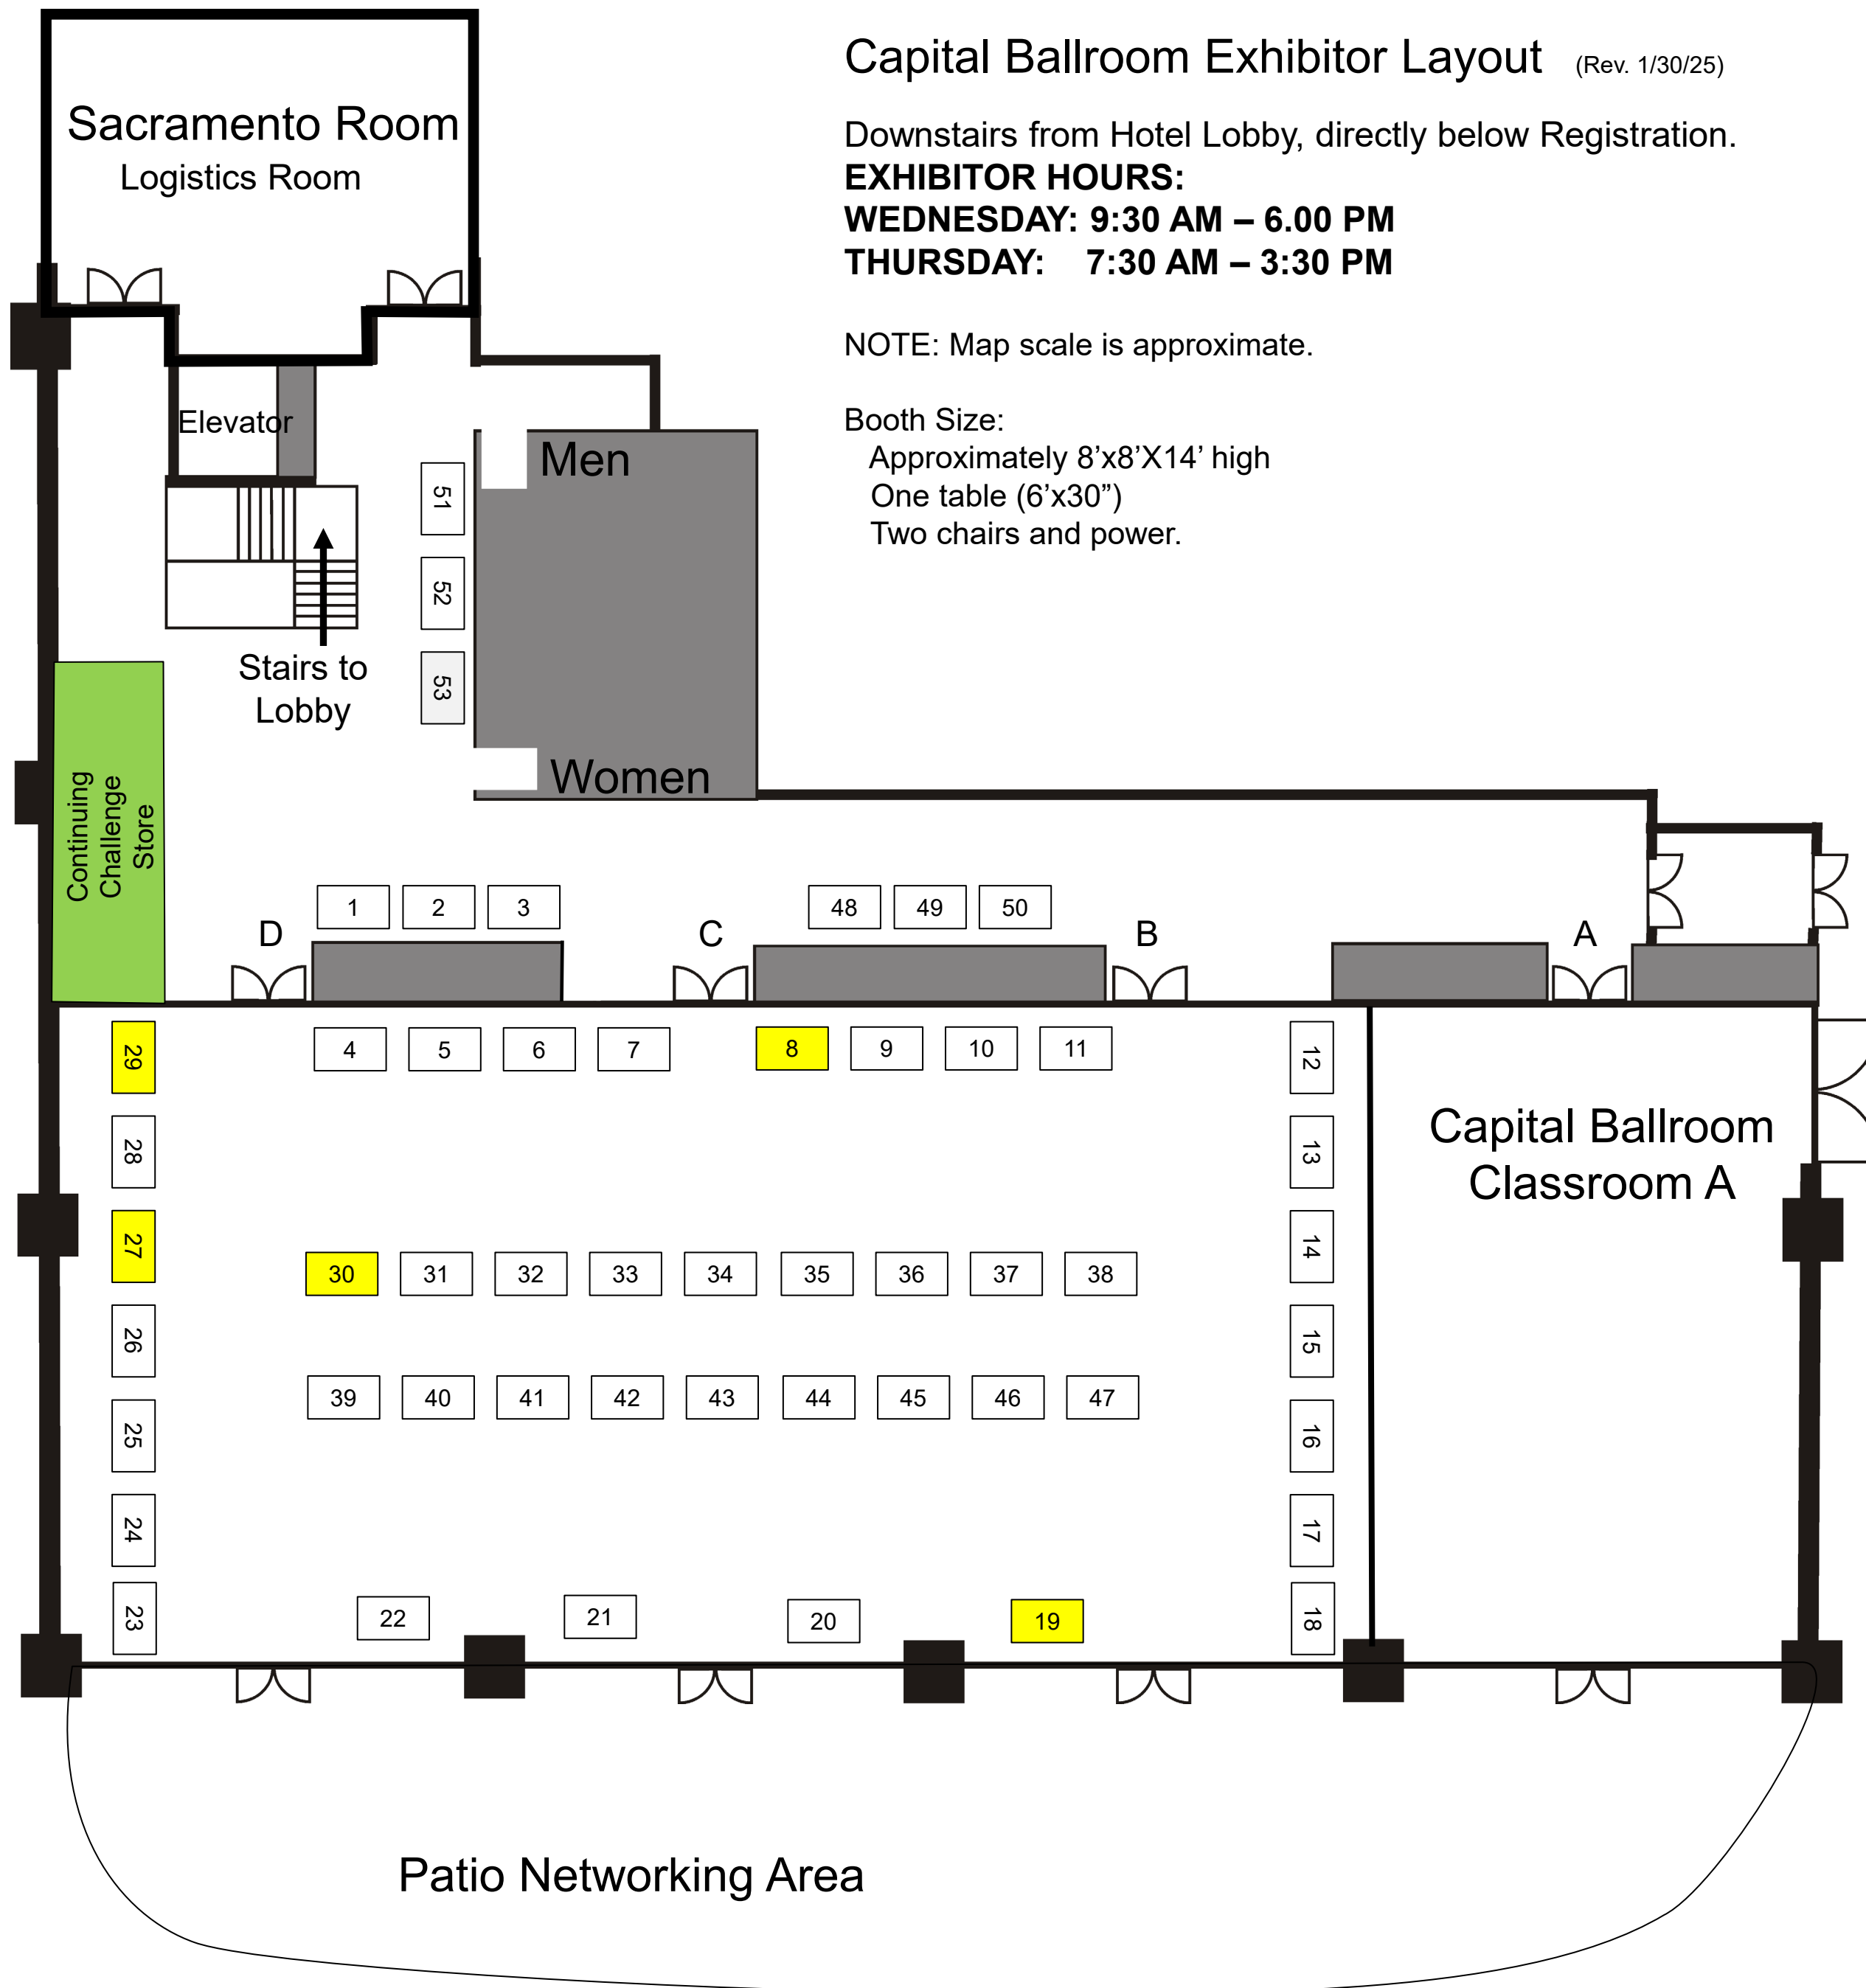 Capital Ballroom Exhibitor Layout (Rev. 1/30/25)
Downstairs from Hotel Lobby, directly below Registration.
EXHIBITOR HOURS:
WEDNESDAY: 9:30 AM – 6.00 PM
THURSDAY: 7:30 AM – 3:30 PM
NOTE: Map scale is approximate.
Booth Size:
Approximately 8’x8’X14’ high
One table (6’x30”)
Two chairs and power.
Sacramento Room
Logistics Room
Elevator
Men
51
52
53
Stairs to
Lobby
Women
Continuing
Challenge
Store
1 2 3 48 49 50
D C B A
4 5 6 7 8 9 10 11
29
28
27
26
25
24
23
12
13
14
15
16
17
18
Capital Ballroom
Classroom A
30 31 32 33 34 35 36 37 38
39 40 41 42 43 44 45 46 47
22 21 20 19
Patio Networking Area